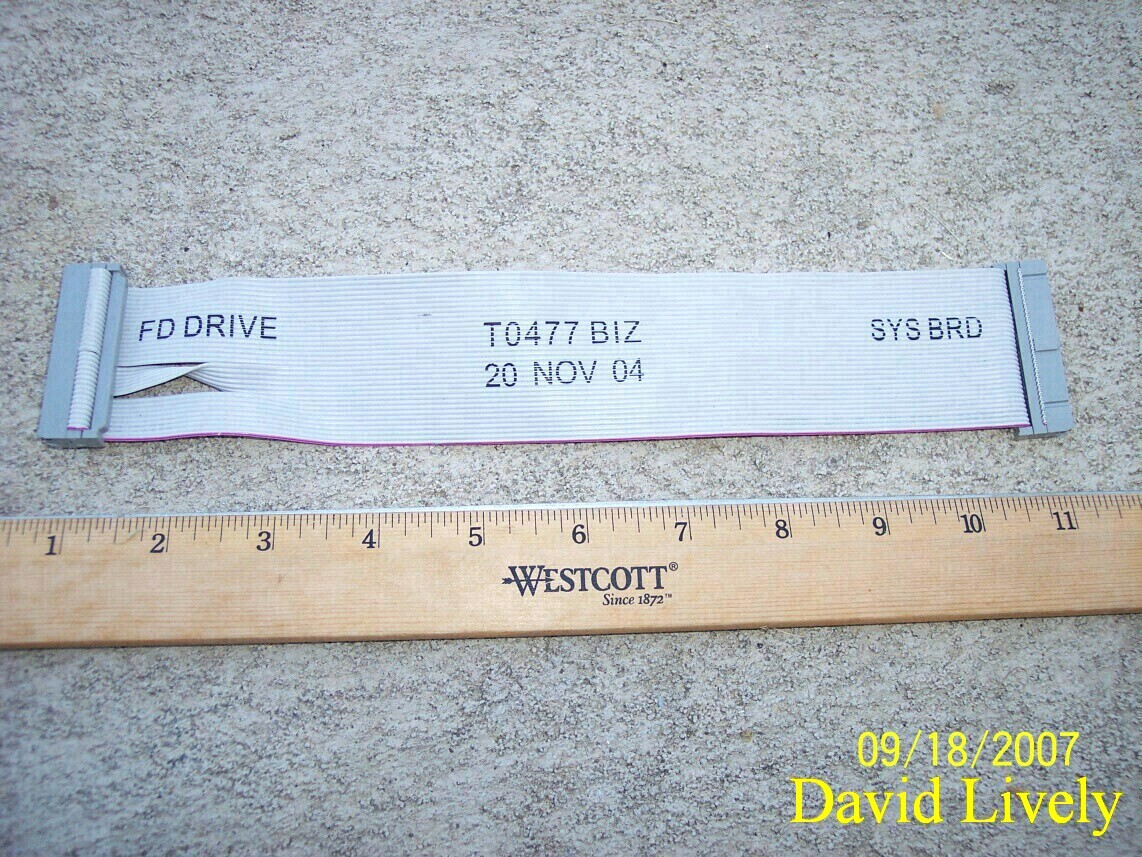 FD DRIVE
T0477 BIZ
SYS BRD
20 NOV 04
1 2 3 4 5 6 7 8 9 10 11
WESTCOTT®
Since 1872™
09/18/2007
David Lively